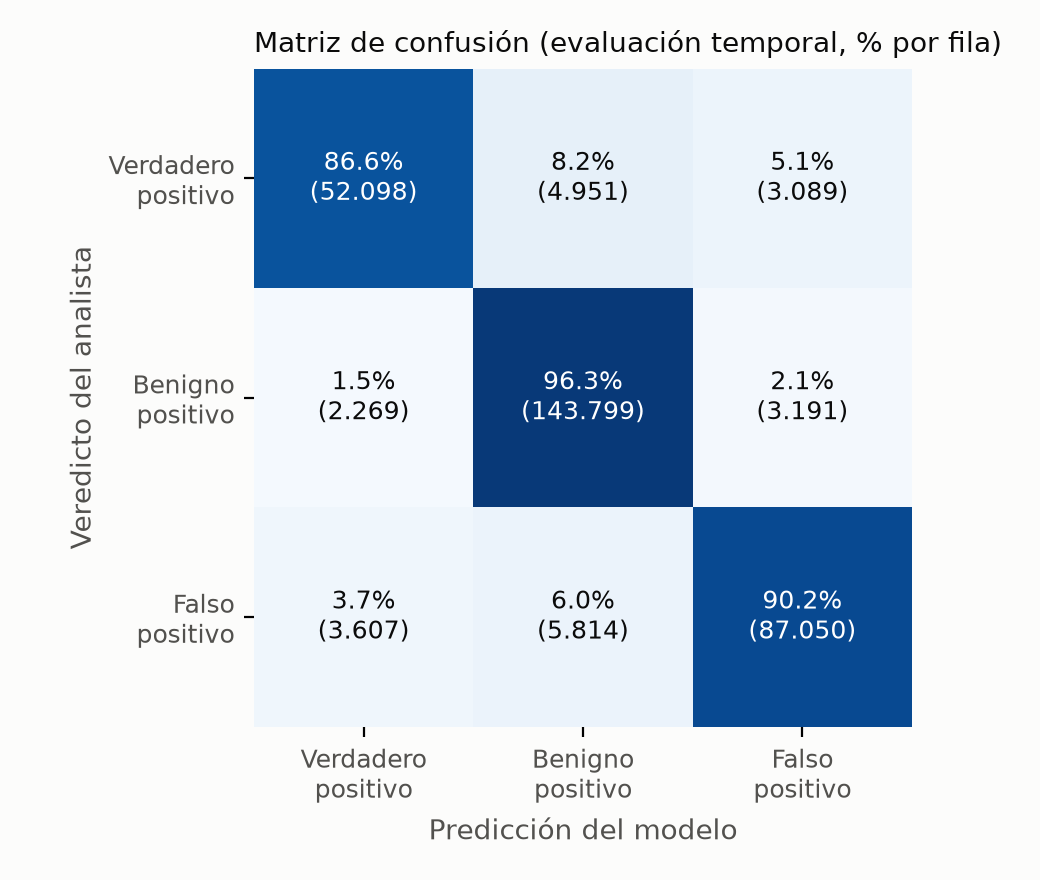 Matriz de confusión (evaluación temporal, % por fila)
Veredicto del analista
Verdadero
positivo
86.6%
(52.098)
8.2%
(4.951)
5.1%
(3.089)
Benigno
positivo
1.5%
(2.269)
96.3%
(143.799)
2.1%
(3.191)
Falso
positivo
3.7%
(3.607)
6.0%
(5.814)
90.2%
(87.050)
Verdadero
positivo
Benigno
positivo
Falso
positivo
Predicción del modelo